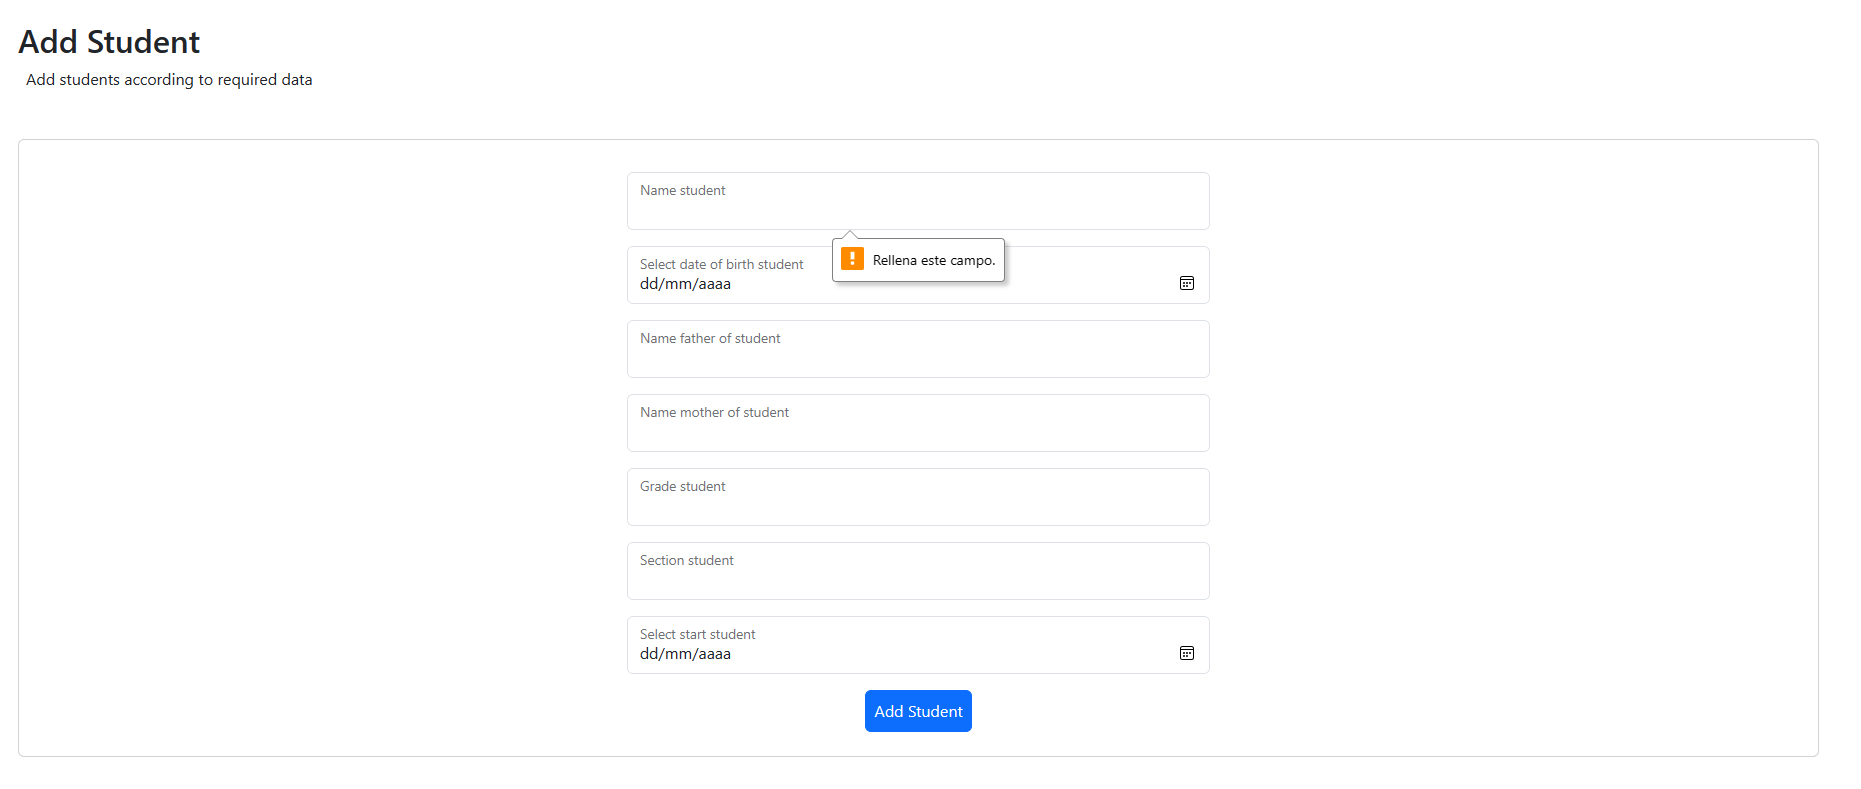 Add Student
Add students according to required data
Name student
Rellena este campo.
Select date of birth student
dd/mm/aaaa
Name father of student
Name mother of student
Grade student
Section student
Select start student
dd/mm/aaaa
Add Student